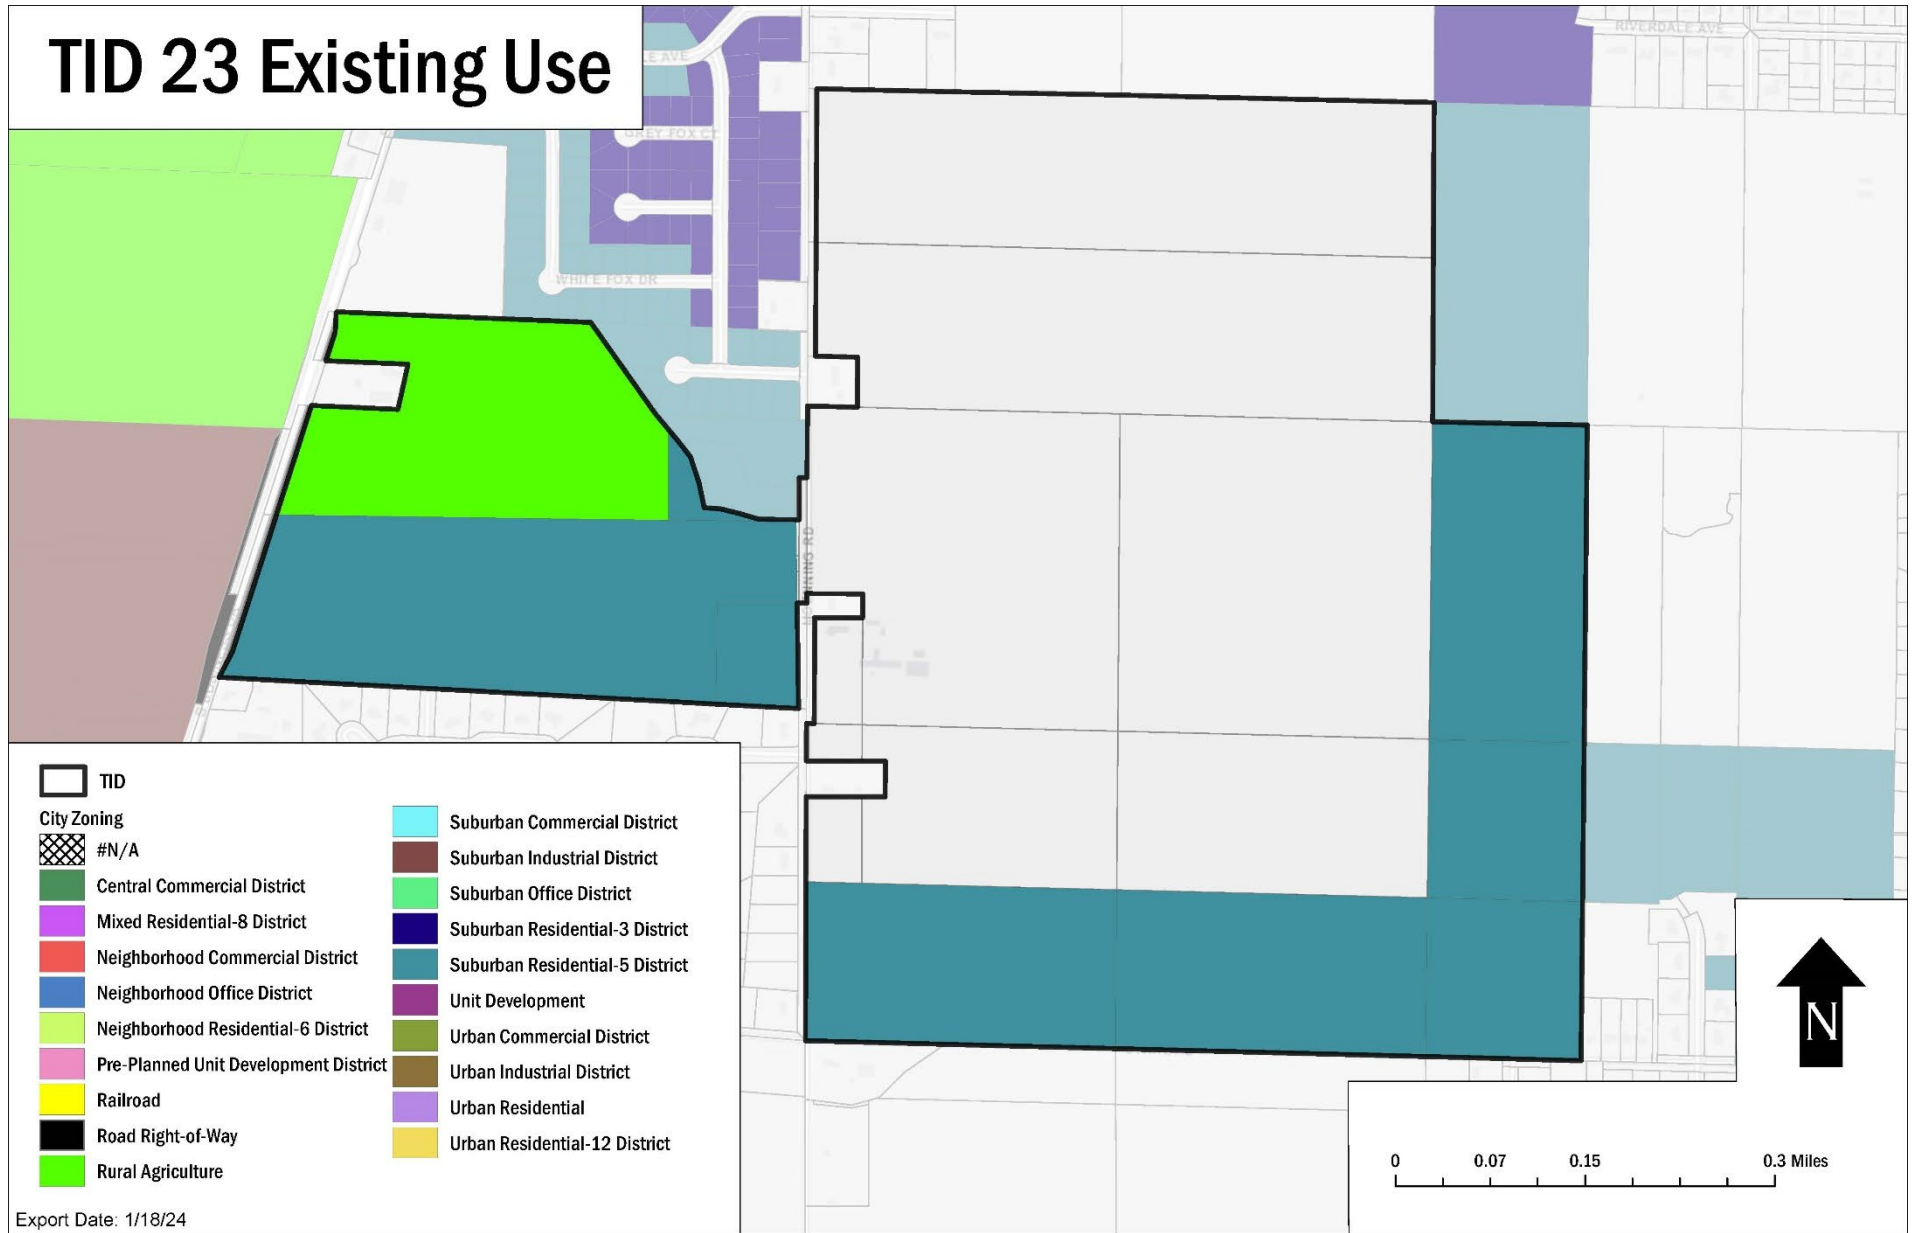 TID 23 Existing Use
RIVERDALE AVE
LE AVE
GREY FOX CT
WHITE FOX DR
NNING RD
TID
City Zoning
#N/A
Central Commercial District
Mixed Residential-8 District
Neighborhood Commercial District
Neighborhood Office District
Neighborhood Residential-6 District
Pre-Planned Unit Development District
Railroad
Road Right-of-Way
Rural Agriculture
Suburban Commercial District
Suburban Industrial District
Suburban Office District
Suburban Residential-3 District
Suburban Residential-5 District
Unit Development
Urban Commercial District
Urban Industrial District
Urban Residential
Urban Residential-12 District
N
0 0.07 0.15 0.3 Miles
Export Date: 1/18/24